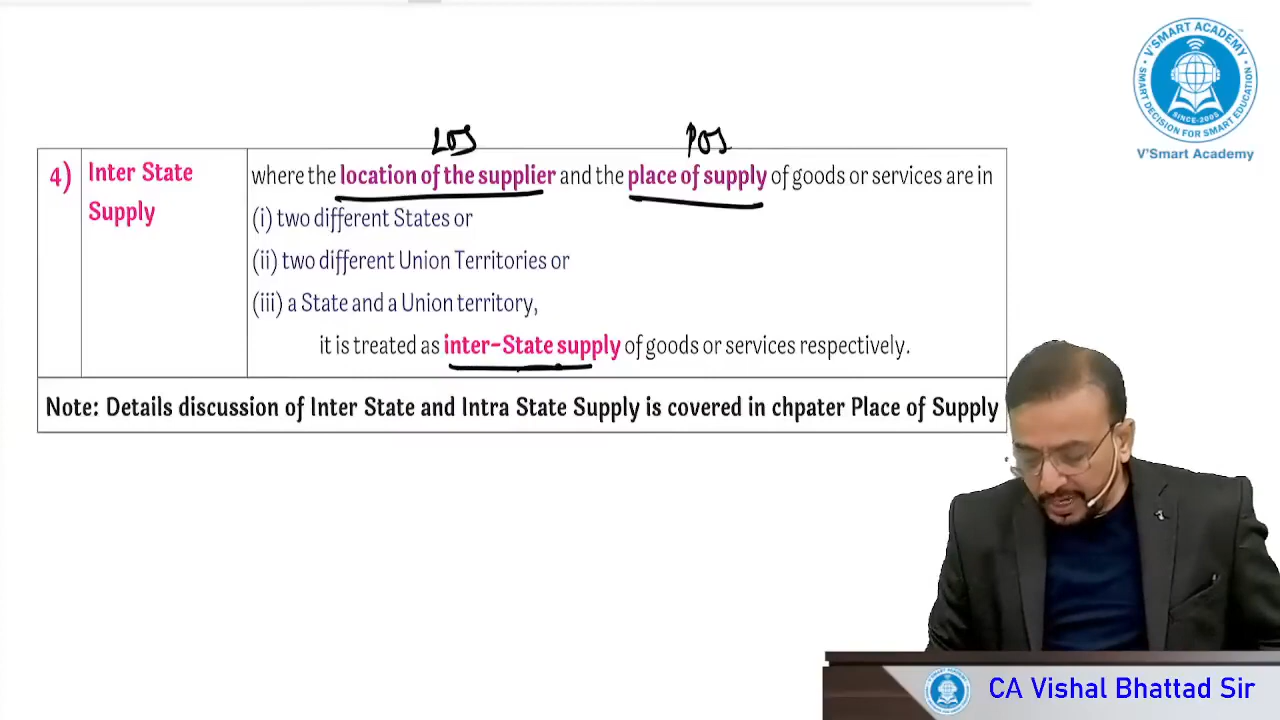 V'SMART ACADEMY
SMART DECISION FOR SMART EDUCATION
SINCE-2005
V'Smart Academy
LOS POS
4) Inter State Supply
where the location of the supplier and the place of supply of goods or services are in
(i) two different States or
(ii) two different Union Territories or
(iii) a State and a Union territory,
it is treated as inter-State supply of goods or services respectively.
Note: Details discussion of Inter State and Intra State Supply is covered in chpater Place of Supply
CA Vishal Bhattad Sir